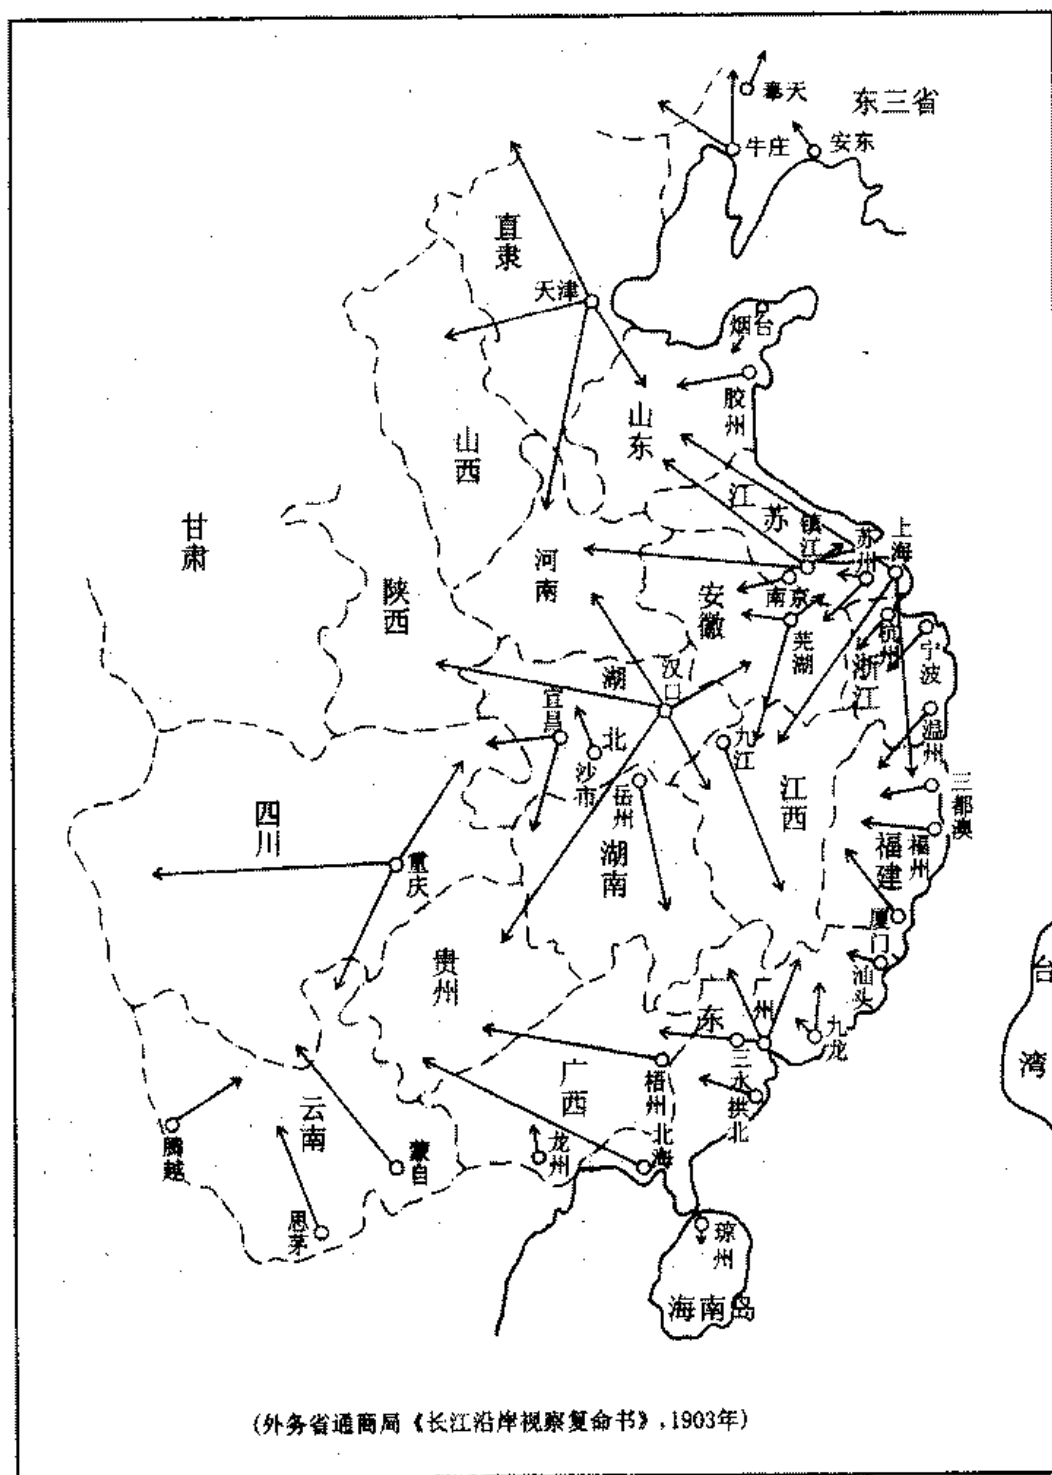 奉天
东三省
牛庄
安东
直隶
天津
烟台
胶州
山东
山西
甘肃
江苏
镇江
苏州
上海
河南
陕西
安徽
南京
芜湖
杭州
宁波
浙江
湖北
汉口
宜昌
沙市
九江
岳州
温州
三都澳
江西
四川
重庆
湖南
福建
福州
厦门
汕头
贵州
广东
广州
九龙
三水
拱北
台湾
广西
梧州
北海
龙州
云南
腾越
蒙自
思茅
琼州
海南岛
(外务省通商局《长江沿岸视察复命书》,1903年)